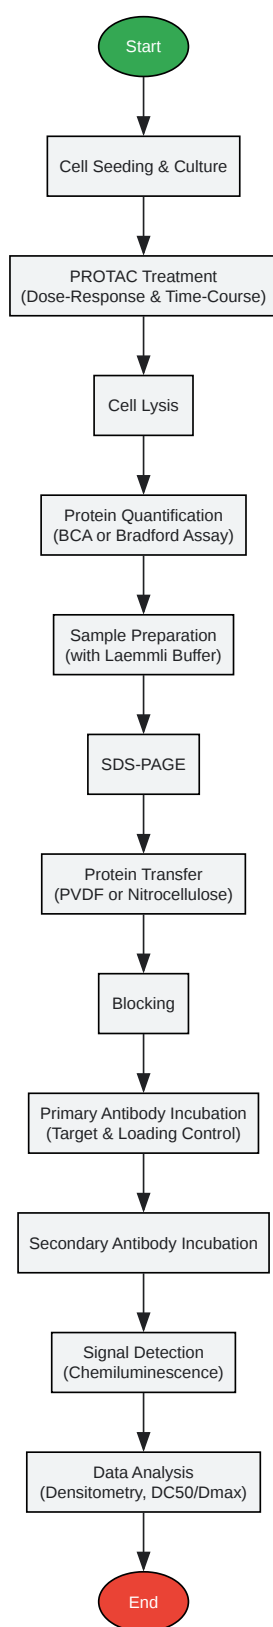 Start
Cell Seeding & Culture
PROTAC Treatment
(Dose-Response & Time-Course)
Cell Lysis
Protein Quantification
(BCA or Bradford Assay)
Sample Preparation
(with Laemmli Buffer)
SDS-PAGE
Protein Transfer
(PVDF or Nitrocellulose)
Blocking
Primary Antibody Incubation
(Target & Loading Control)
Secondary Antibody Incubation
Signal Detection
(Chemiluminescence)
Data Analysis
(Densitometry, DC50/Dmax)
End